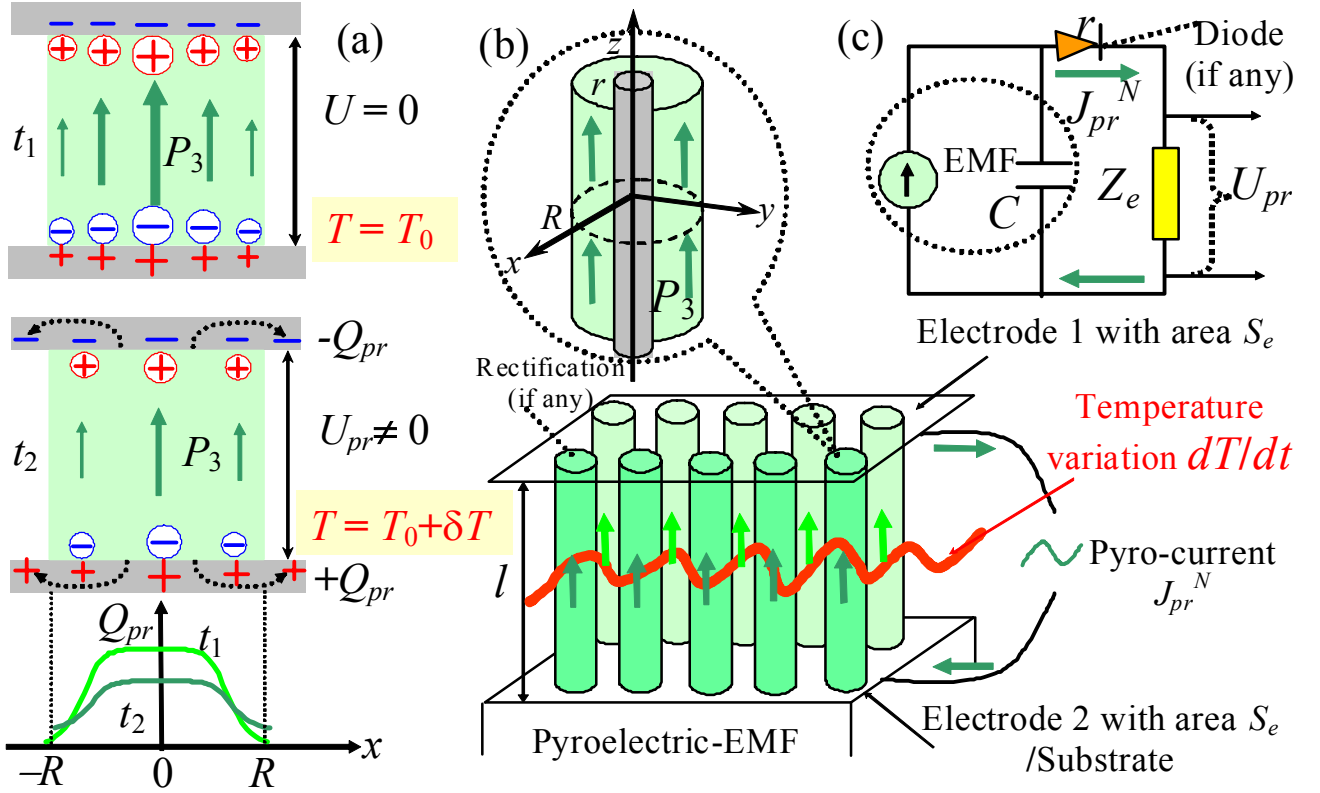 (a)
t1
P3
U = 0
T = T0
-Qpr
t2
P3
Upr ≠ 0
T = T0+δT
+Qpr
Qpr
t1
t2
–R
0
R
x
(b)
z
r
R
y
x
P3
Rectification
(if any)
l
Pyroelectric-EMF
(c)
r
Diode
(if any)
JprN
EMF
C
Ze
Upr
Electrode 1 with area Se
Temperature
variation dT/dt
Pyro-current
JprN
Electrode 2 with area Se
/Substrate